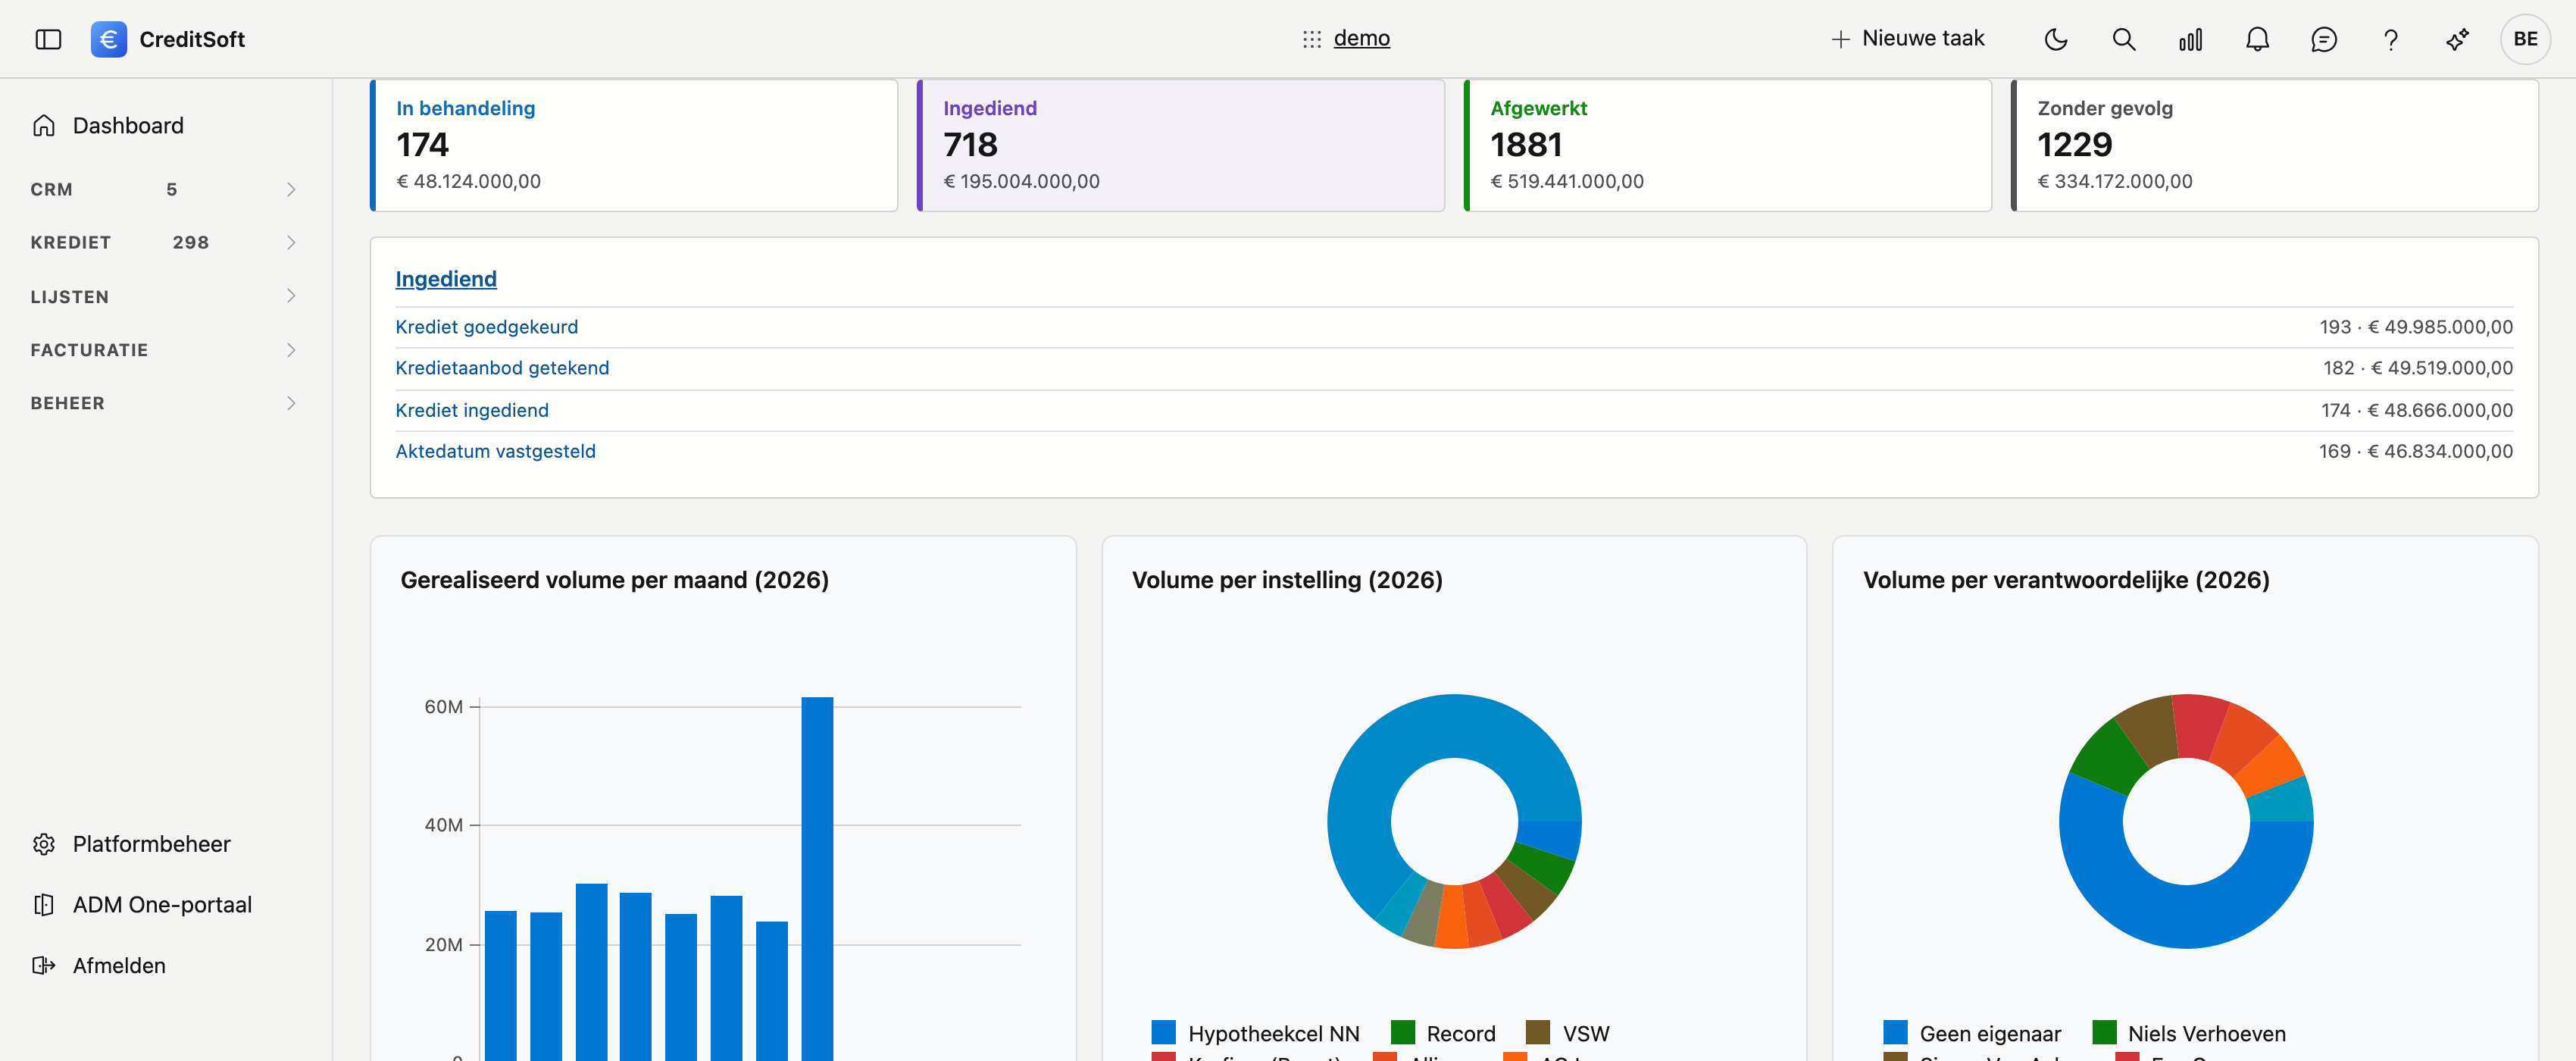 CreditSoft
demo
Nieuwe taak
BE
Dashboard
CRM 5
KREDIET 298
LIJSTEN
FACTURATIE
BEHEER
Platformbeheer
ADM One-portaal
Afmelden
In behandeling
174
€ 48.124.000,00
Ingediend
718
€ 195.004.000,00
Afgewerkt
1881
€ 519.441.000,00
Zonder gevolg
1229
€ 334.172.000,00
Ingediend
Krediet goedgekeurd 193 · € 49.985.000,00
Kredietaanbod getekend 182 · € 49.519.000,00
Krediet ingediend 174 · € 48.666.000,00
Aktedatum vastgesteld 169 · € 46.834.000,00
Gerealiseerd volume per maand (2026)
60M
40M
20M
Volume per instelling (2026)
Hypotheekcel NN Record VSW
Volume per verantwoordelijke (2026)
Geen eigenaar Niels Verhoeven